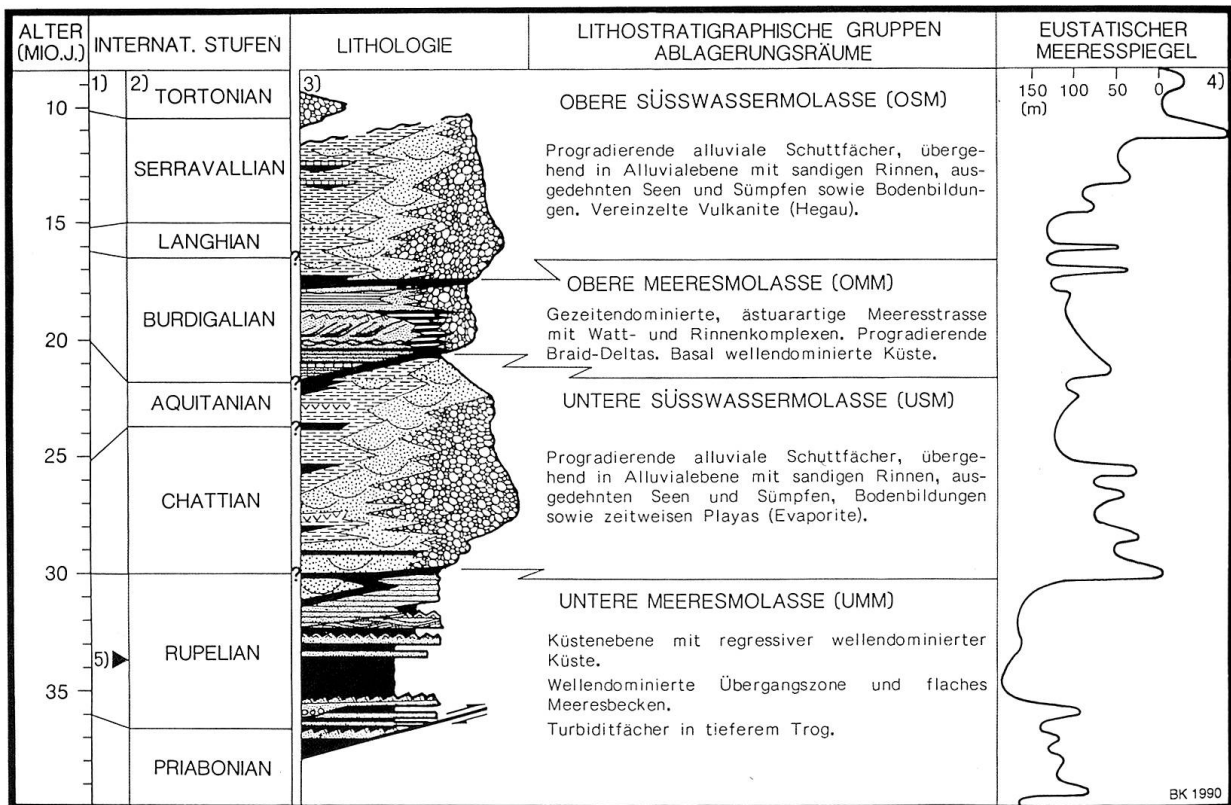 ALTER
(MIO.J.)
INTERNAT. STUFEN
LITHOLOGIE
LITHOSTRATIGRAPHISCHE GRUPPEN
ABLAGERUNGSRÄUME
EUSTATISCHER
MEERESSPIEGEL
1)
2)
3)
4)
150 100 50 0
(m)
10
15
20
25
30
35
5)
TORTONIAN
SERRAVALLIAN
LANGHIAN
BURDIGALIAN
AQUITANIAN
CHATTIAN
RUPELIAN
PRIABONIAN
?
?
?
?
OBERE SÜSSWASSERMOLASSE (OSM)
Progradierende alluviale Schuttfächer, überge-
hend in Alluvialebene mit sandigen Rinnen, aus-
gedehnten Seen und Sümpfen sowie Bodenbildun-
gen. Vereinzelte Vulkanite (Hegau).
OBERE MEERESMOLASSE (OMM)
Gezeitendominierte, ästuarartige Meeresstrasse
mit Watt- und Rinnenkomplexen. Progradierende
Braid-Deltas. Basal wellendominierte Küste.
UNTERE SÜSSWASSERMOLASSE (USM)
Progradierende alluviale Schuttfächer, überge-
hend in Alluvialebene mit sandigen Rinnen, aus-
gedehnten Seen und Sümpfen, Bodenbildungen
sowie zeitweisen Playas (Evaporite).
UNTERE MEERESMOLASSE (UMM)
Küstenebene mit regressiver wellendominierter
Küste.
Wellendominierte Übergangszone und flaches
Meeresbecken.
Turbiditfächer in tieferem Trog.
BK 1990